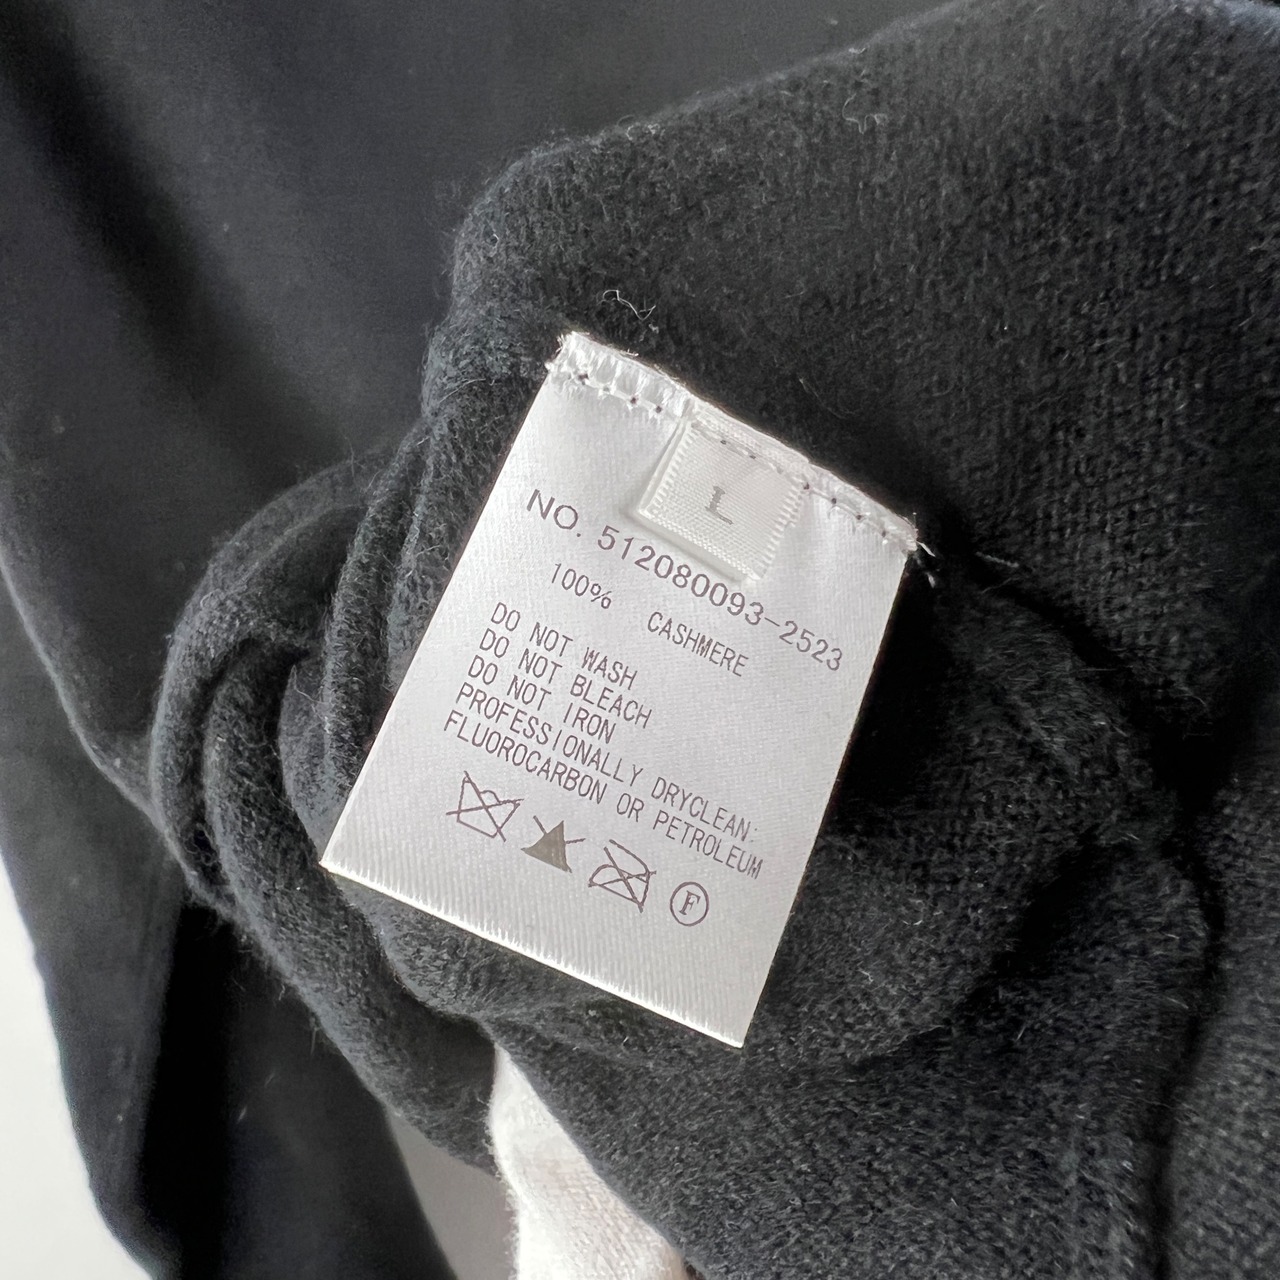 L
NO. 512080093-2523
100% CASHMERE
DO NOT WASH
DO NOT BLEACH
DO NOT IRON
PROFESSIONALLY DRYCLEAN:
FLUOROCARBON OR PETROLEUM
F